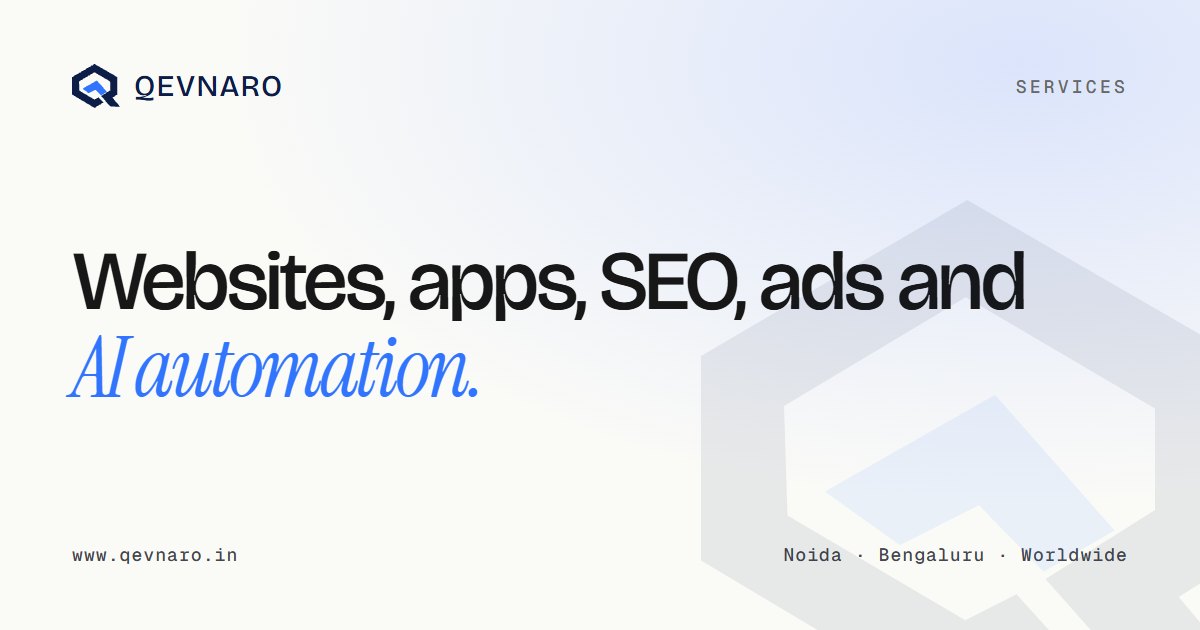 QEVNARO
SERVICES
Websites, apps, SEO, ads and
AI automation.
www.qevnaro.in
Noida · Bengaluru · Worldwide